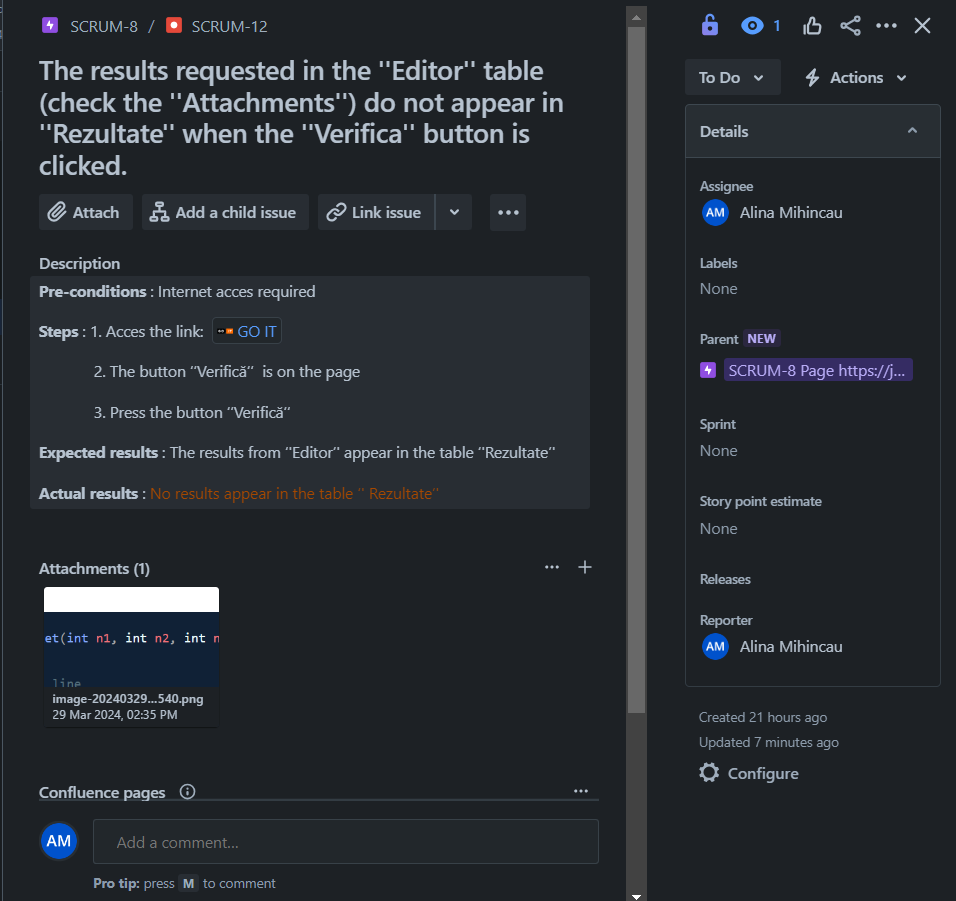 SCRUM-8 / SCRUM-12
1
The results requested in the "Editor" table
(check the "Attachments") do not appear in
"Rezultate" when the "Verifica" button is
clicked.
To Do
Actions
Details
Attach
Add a child issue
Link issue
Assignee
AM Alina Mihincau
Description
Labels
None
Pre-conditions : Internet acces required
Steps : 1. Acces the link: GO IT
2. The button “Verifică” is on the page
3. Press the button “Verifică“
Expected results : The results from “Editor” appear in the table “Rezultate”
Actual results : No results appear in the table “ Rezultate”
Parent NEW
SCRUM-8 Page https://j...
Sprint
None
Story point estimate
None
Releases
Reporter
AM Alina Mihincau
Attachments (1)
et(int n1, int n2, int n
line
image-20240329...540.png
29 Mar 2024, 02:35 PM
Created 21 hours ago
Updated 7 minutes ago
Configure
Confluence pages
AM
Add a comment...
Pro tip: press M to comment